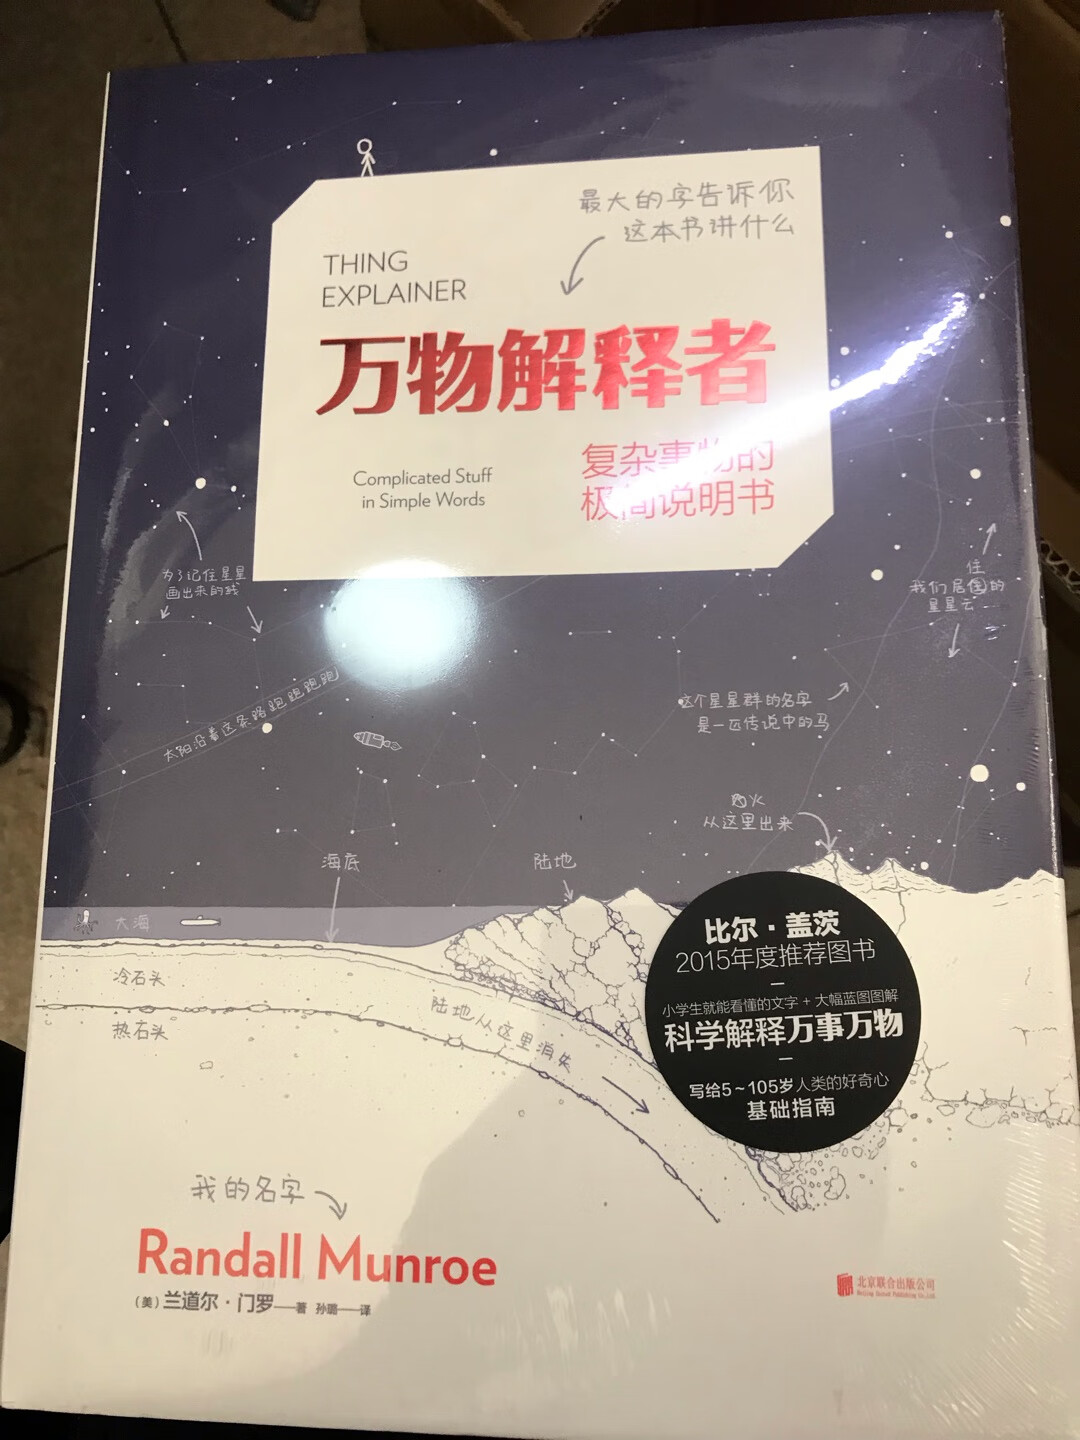 最大的字告诉你
这本书讲什么
THING
EXPLAINER
万物解释者
Complicated Stuff
in Simple Words
复杂事物的
极简说明书
为了记住星星
画出来的线
住
我们居住的
星星云
太阳沿着这条路跑跑跑跑跑
这个星星群的名字
是一匹传说中的马
火
从这里出来
海底
陆地
大海
冷石头
热石头
陆地从这里消失
比尔·盖茨
2015年度推荐图书
小学生就能看懂的文字+大幅蓝图图解
科学解释万事万物
写给5~105岁人类的好奇心
基础指南
我的名字
Randall Munroe
(美)兰道尔·门罗——著 孙璐——译
北京联合出版公司
Beijing United Publishing Co.,Ltd.